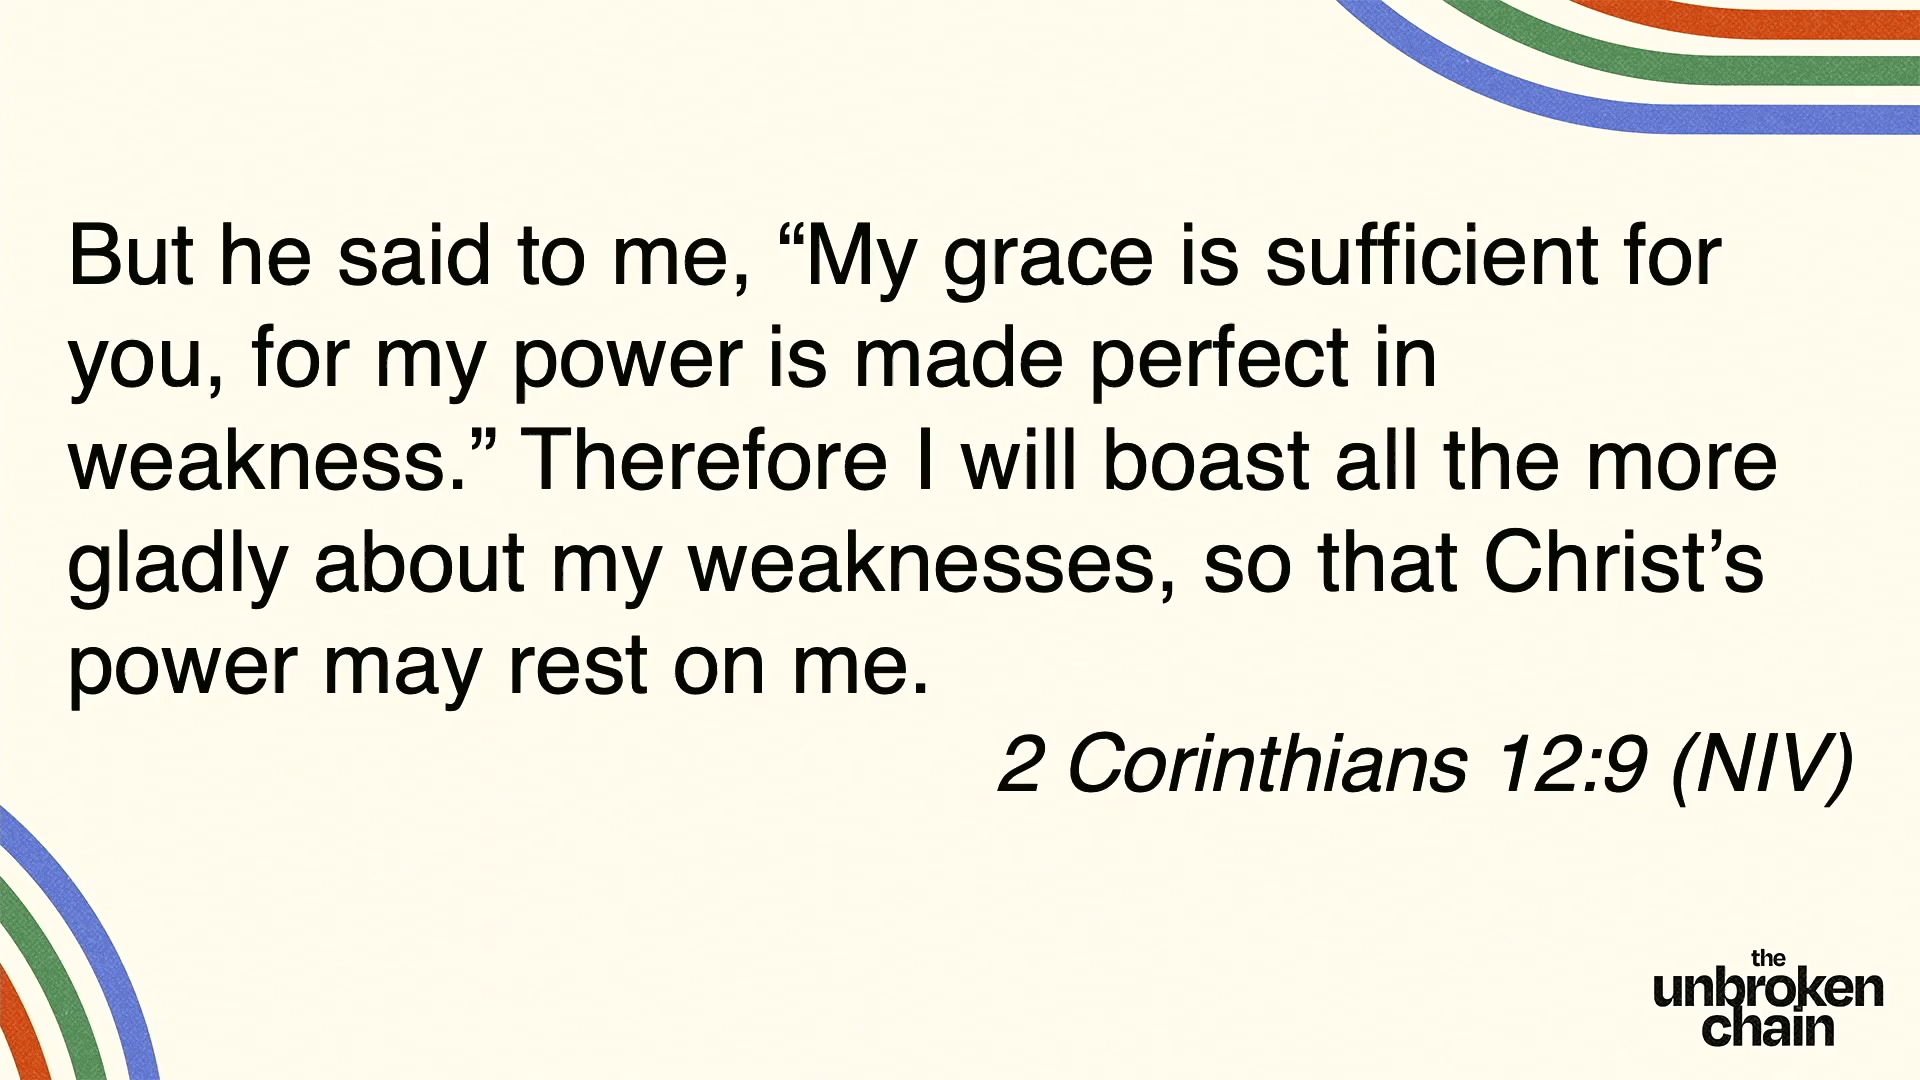 But he said to me, “My grace is sufficient for
you, for my power is made perfect in
weakness.” Therefore I will boast all the more
gladly about my weaknesses, so that Christ’s
power may rest on me.
2 Corinthians 12:9 (NIV)
the
unbroken
chain